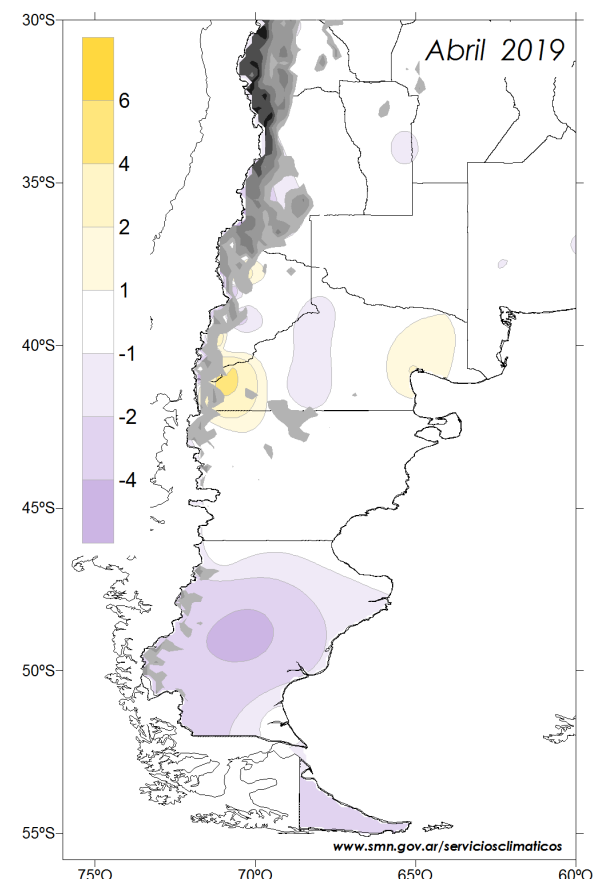 30ºS
Abril 2019
6
4
2
1
-1
-2
-4
35ºS
40ºS
45ºS
50ºS
55ºS
www.smn.gov.ar/serviciosclimaticos
75ºO
70ºO
65ºO
60ºO